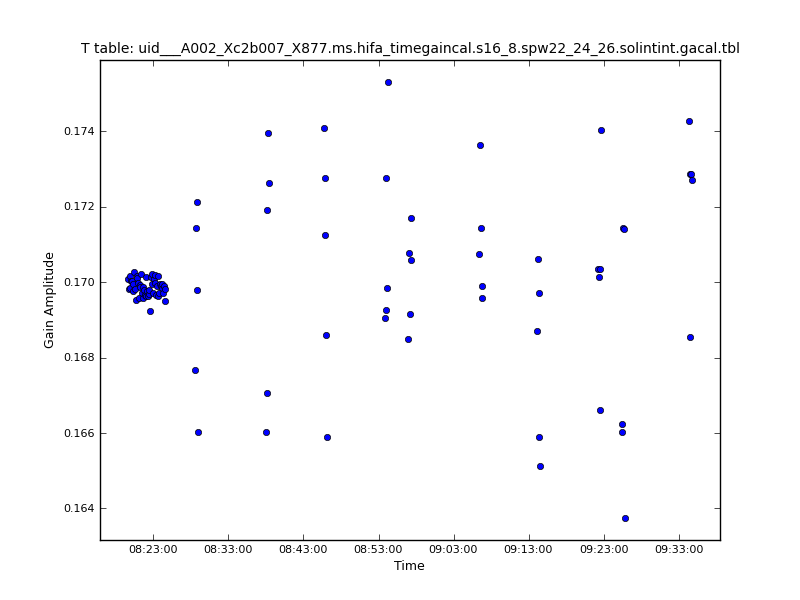 T table: uid___A002_Xc2b007_X877.ms.hifa_timegaincal.s16_8.spw22_24_26.solintint.gacal.tbl
0.174
0.172
0.170
0.168
0.166
0.164
Gain Amplitude
08:23:00 08:33:00 08:43:00 08:53:00 09:03:00 09:13:00 09:23:00 09:33:00
Time